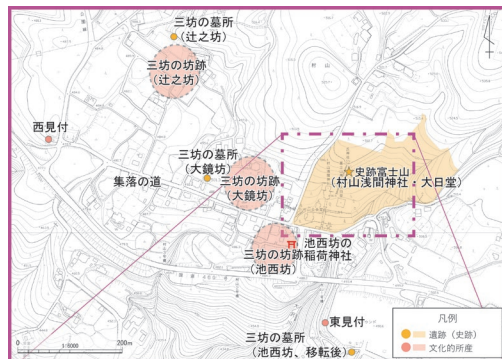 三坊の墓所
（辻之坊）
三坊の坊跡
（辻之坊）
村山
西見付
三坊の墓所
（大鏡坊）
集落の道
三坊の坊跡
（大鏡坊）
史跡富士山
（村山浅間神社・大日堂）
池西坊の
稲荷神社
三坊の坊跡
（池西坊）
東見付
三坊の墓所
（池西坊、移転後）
凡例
遺跡（史跡）
文化的所産
0
1:6000
200m